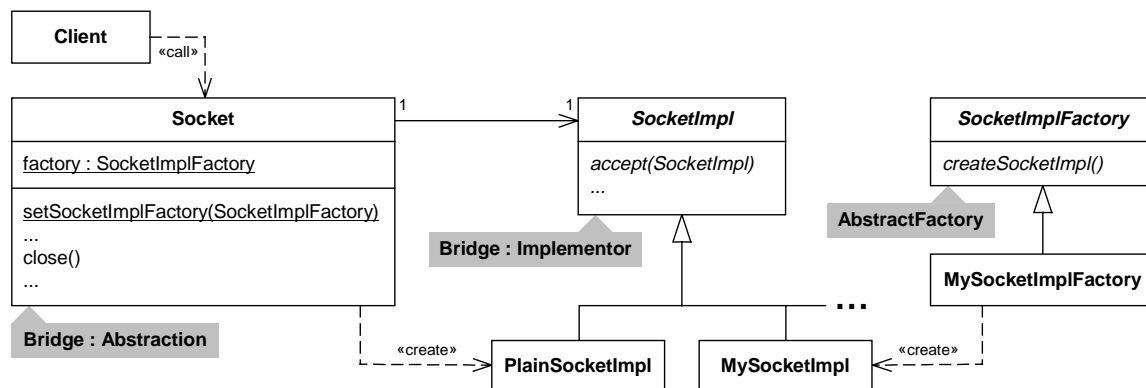 Client
«call»
Socket
factory : SocketImplFactory
setSocketImplFactory(SocketImplFactory)
...
close()
...
Bridge : Abstraction
1
1
SocketImpl
accept(SocketImpl)
...
Bridge : Implementor
SocketImplFactory
createSocketImpl()
AbstractFactory
MySocketImplFactory
...
«create»
PlainSocketImpl
MySocketImpl
«create»